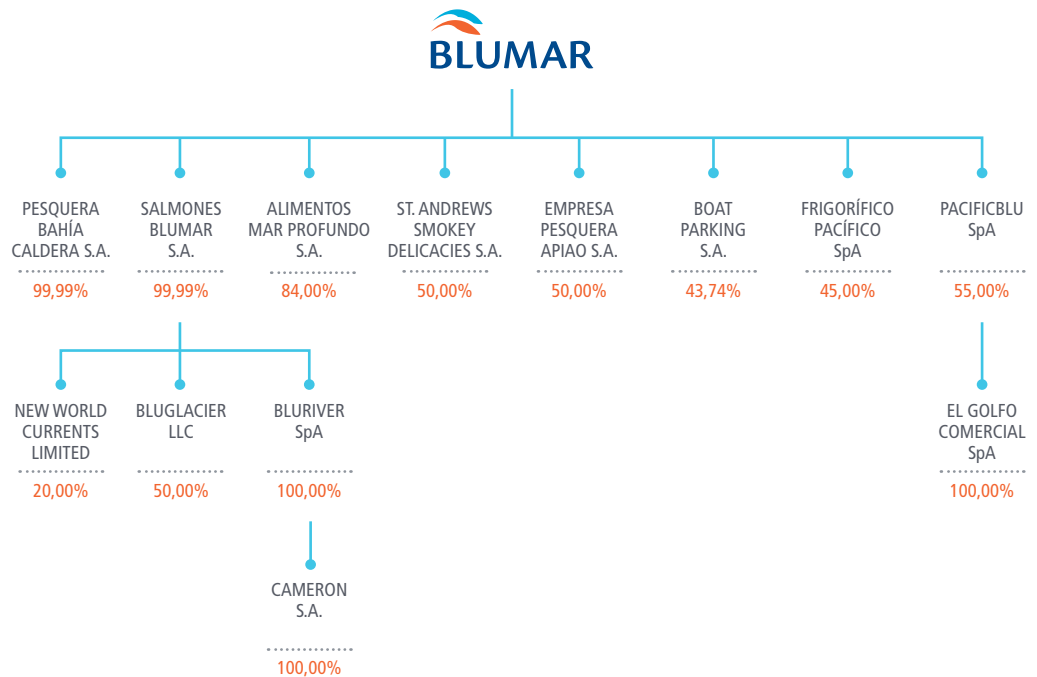 BLUMAR
PESQUERA
BAHÍA
CALDERA S.A.
99,99%
SALMONES
BLUMAR
S.A.
99,99%
ALIMENTOS
MAR PROFUNDO
S.A.
84,00%
ST. ANDREWS
SMOKEY
DELICACIES S.A.
50,00%
EMPRESA
PESQUERA
APIAO S.A.
50,00%
BOAT
PARKING
S.A.
43,74%
FRIGORÍFICO
PACÍFICO
SpA
45,00%
PACIFICBLU
SpA
55,00%
NEW WORLD
CURRENTS
LIMITED
20,00%
BLUGLACIER
LLC
50,00%
BLURIVER
SpA
100,00%
EL GOLFO
COMERCIAL
SpA
100,00%
CAMERON
S.A.
100,00%